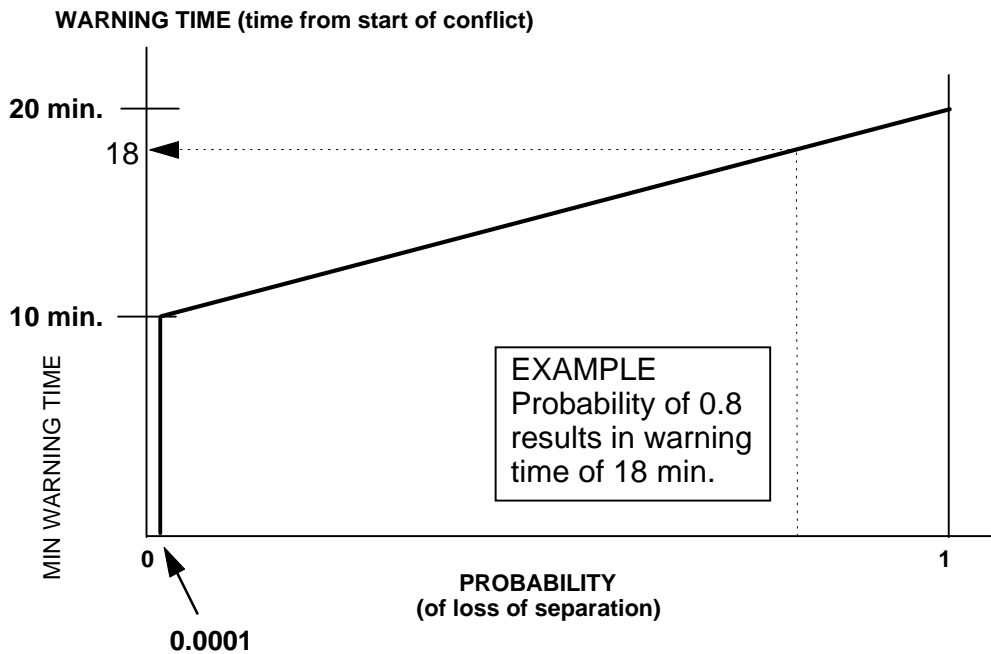 WARNING TIME (time from start of conflict)
20 min.
18
10 min.
MIN WARNING TIME
EXAMPLE
Probability of 0.8
results in warning
time of 18 min.
0
1
PROBABILITY
(of loss of separation)
0.0001